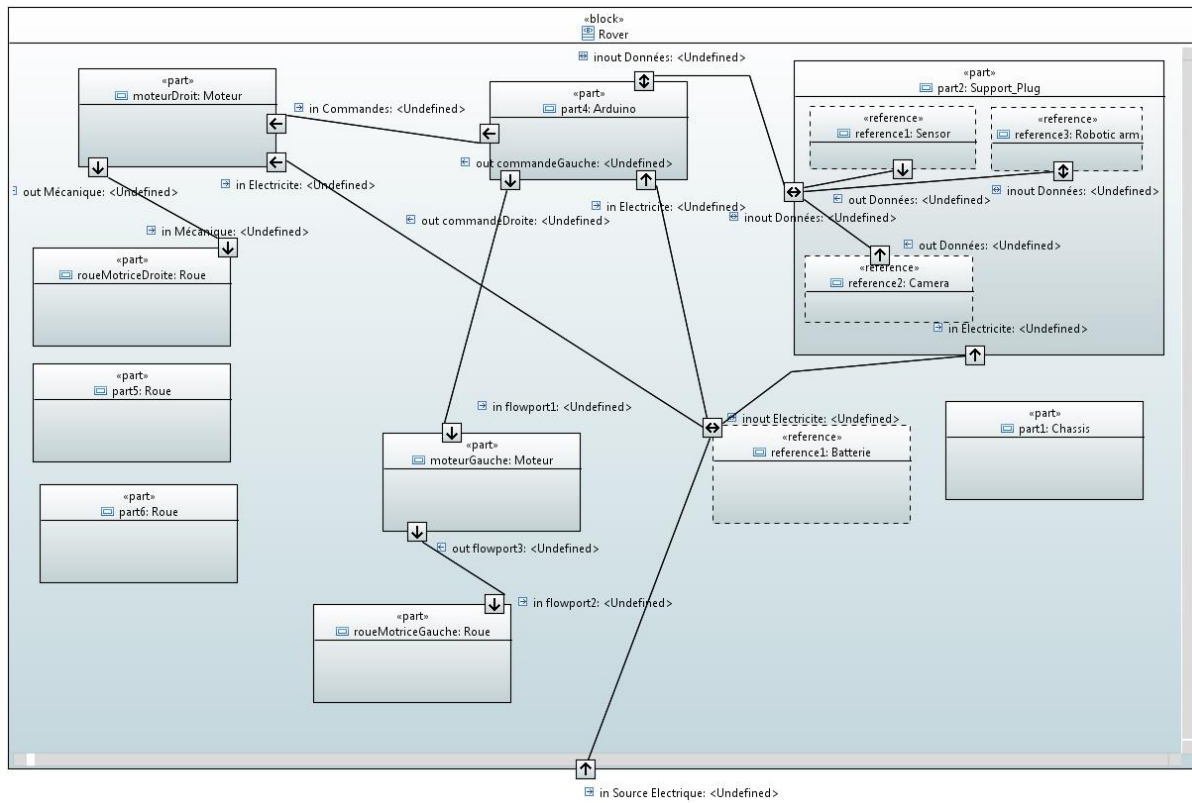 «block»
Rover
inout Données: <Undefined>
«part»
moteurDroit: Moteur
in Commandes: <Undefined>
«part»
part4: Arduino
«part»
part2: Support_Plug
«reference»
reference1: Sensor
«reference»
reference3: Robotic arm
out commandeGauche: <Undefined>
in Electricite: <Undefined>
out Mécanique: <Undefined>
out commandeDroite: <Undefined>
in Electricite: <Undefined>
inout Données: <Undefined>
out Données: <Undefined>
inout Données: <Undefined>
in Mécanique: <Undefined>
out Données: <Undefined>
«part»
roueMotriceDroite: Roue
«reference»
reference2: Camera
in Electricite: <Undefined>
«part»
part5: Roue
in flowport1: <Undefined>
inout Electricite: <Undefined>
«part»
part1: Chassis
«part»
moteurGauche: Moteur
«reference»
reference1: Batterie
«part»
part6: Roue
out flowport3: <Undefined>
in flowport2: <Undefined>
«part»
roueMotriceGauche: Roue
in Source Electrique: <Undefined>